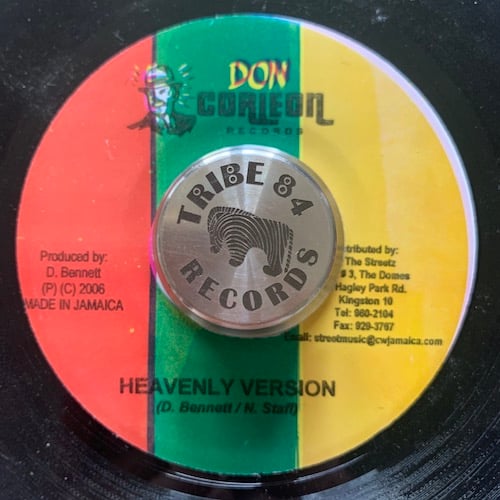 DON
CORLEON
RECORDS
TRIBE 84
RECORDS
Produced by:
D. Bennett
(P) (C) 2006
MADE IN JAMAICA
tributed by:
The Streetz
# 3, The Domes
Hagley Park Rd.
Kingston 10
Tel: 960-2104
Fax: 929-3767
Email: streetmusic@cwjamaica.com
HEAVENLY VERSION
(D. Bennett / N. Staff)